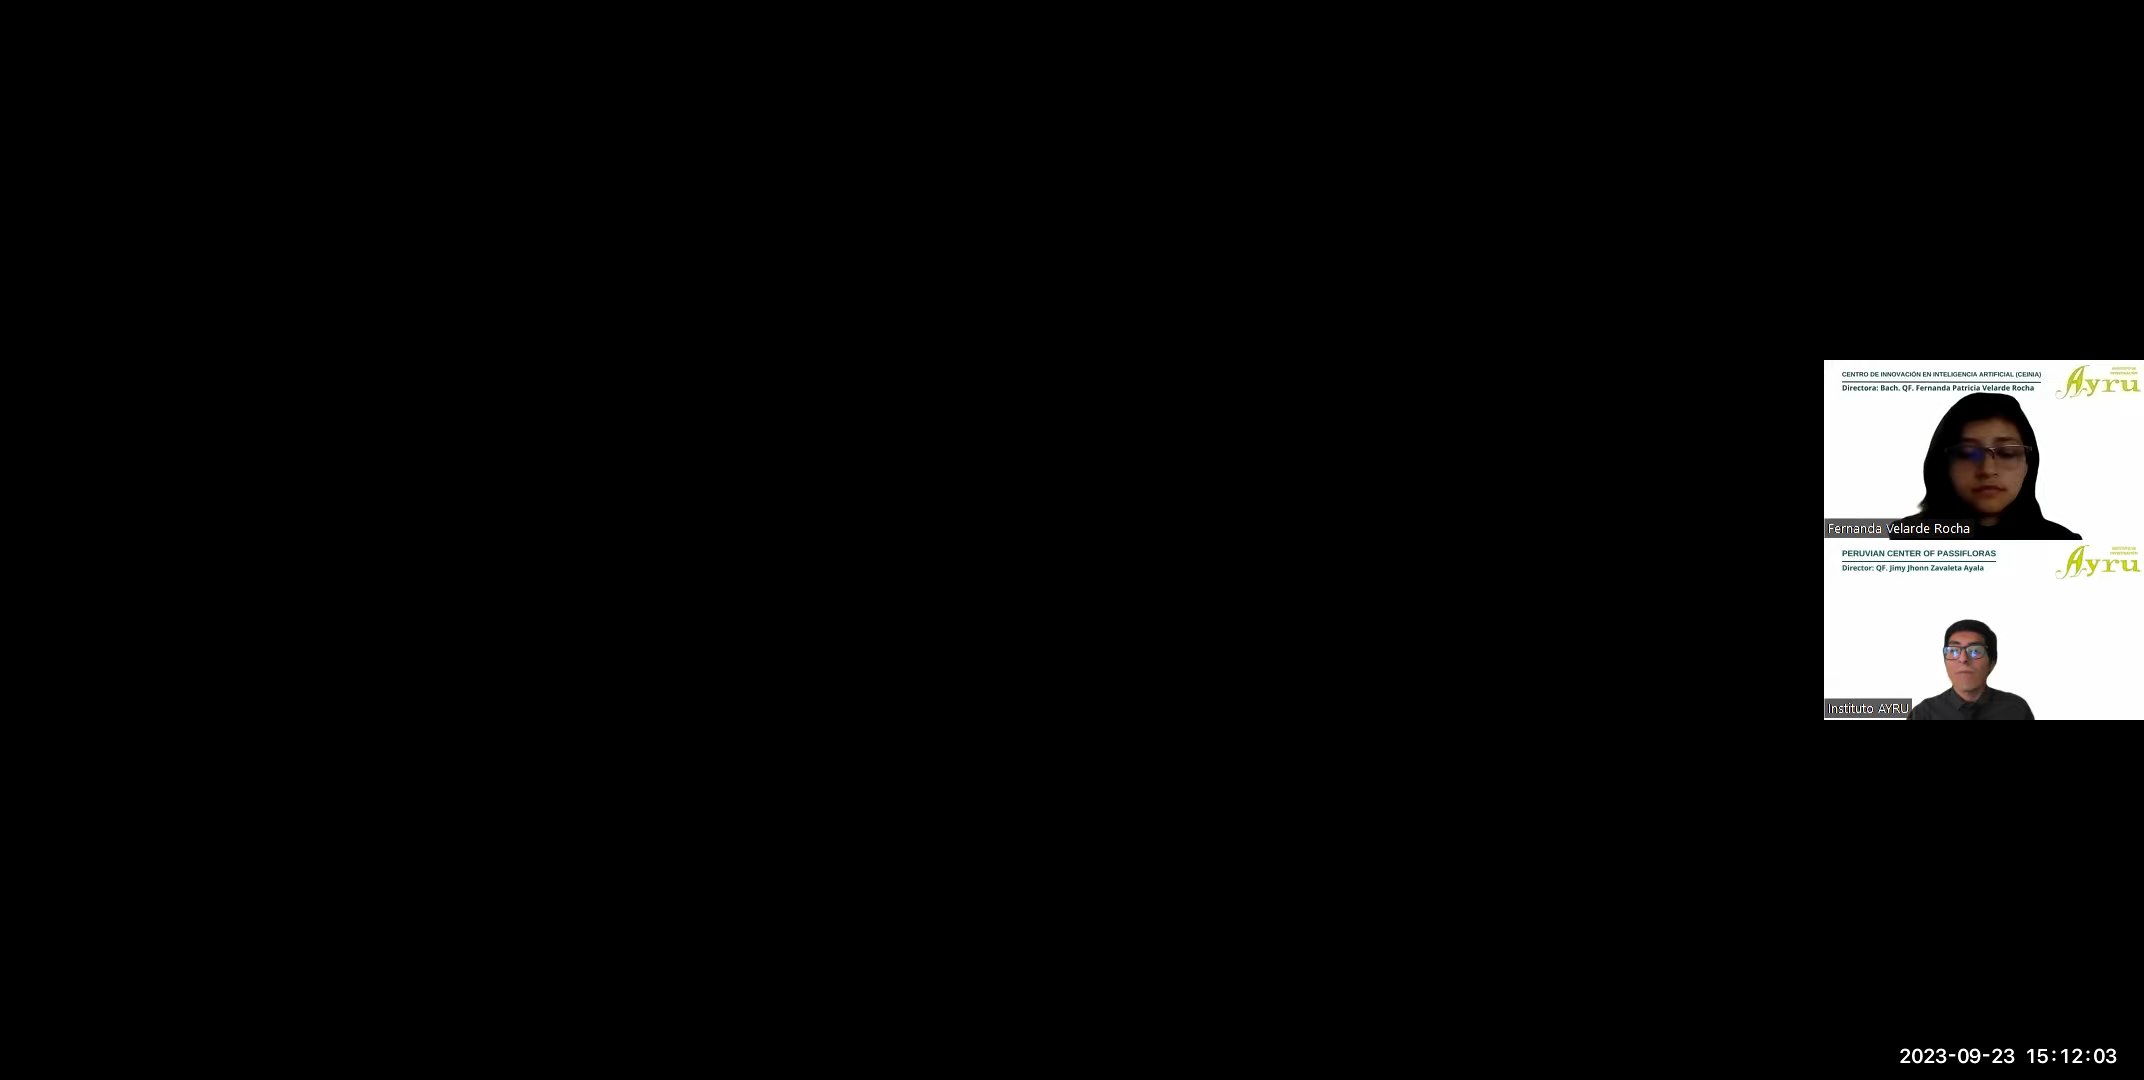 CENTRO DE INNOVACIÓN EN INTELIGENCIA ARTIFICIAL (CEINIA)
Directora: Bach. QF. Fernanda Patricia Velarde Rocha
Ayru
Fernanda Velarde Rocha
PERUVIAN CENTER OF PASSIFLORAS
Director: QF. Jimy Jhonn Zavaleta Ayala
Ayru
Instituto AYRU
2023-09-23 15:12:03